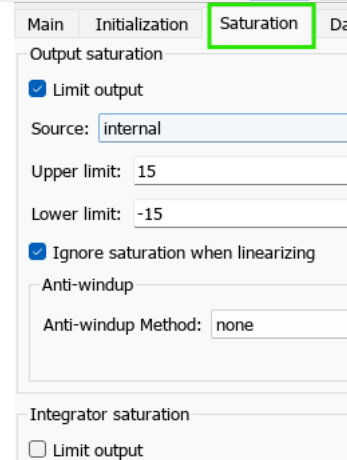 Main Initialization Saturation Da
Output saturation
Limit output
Source: internal
Upper limit: 15
Lower limit: -15
Ignore saturation when linearizing
Anti-windup
Anti-windup Method: none
Integrator saturation
Limit output